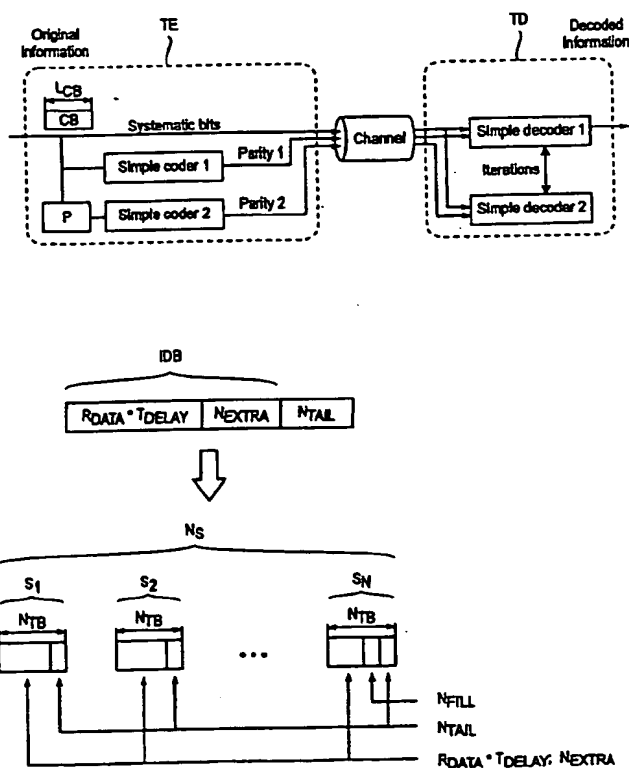 TE
TD
Original
Information
Decoded
Information
LCB
CB
Systematic bits
Channel
Simple decoder 1
Simple coder 1
Parity 1
Iterions
P
Simple coder 2
Parity 2
Simple decoder 2
IDB
RDATA * TDELAY
NEXTRA
NTAIL
NS
S1
S2
SN
NTB
NTB
NTB
...
NFILL
NTAIL
RDATA * TDELAY; NEXTRA